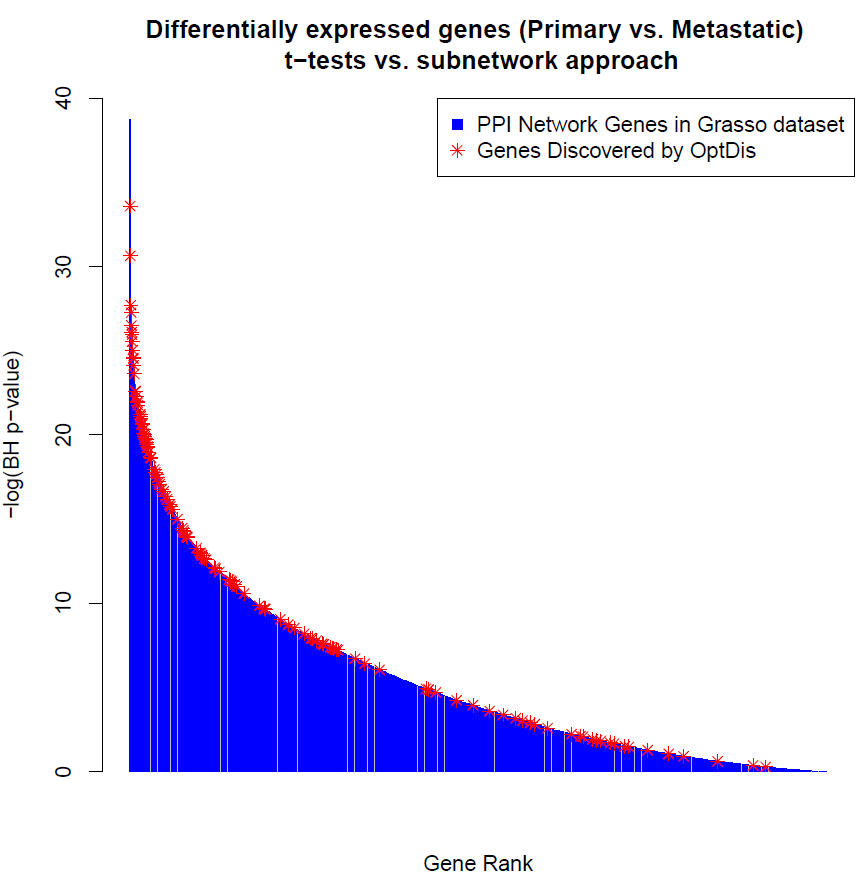 Differentially expressed genes (Primary vs. Metastatic)
t−tests vs. subnetwork approach
PPI Network Genes in Grasso dataset
Genes Discovered by OptDis
40
30
20
10
0
−log(BH p−value)
Gene Rank